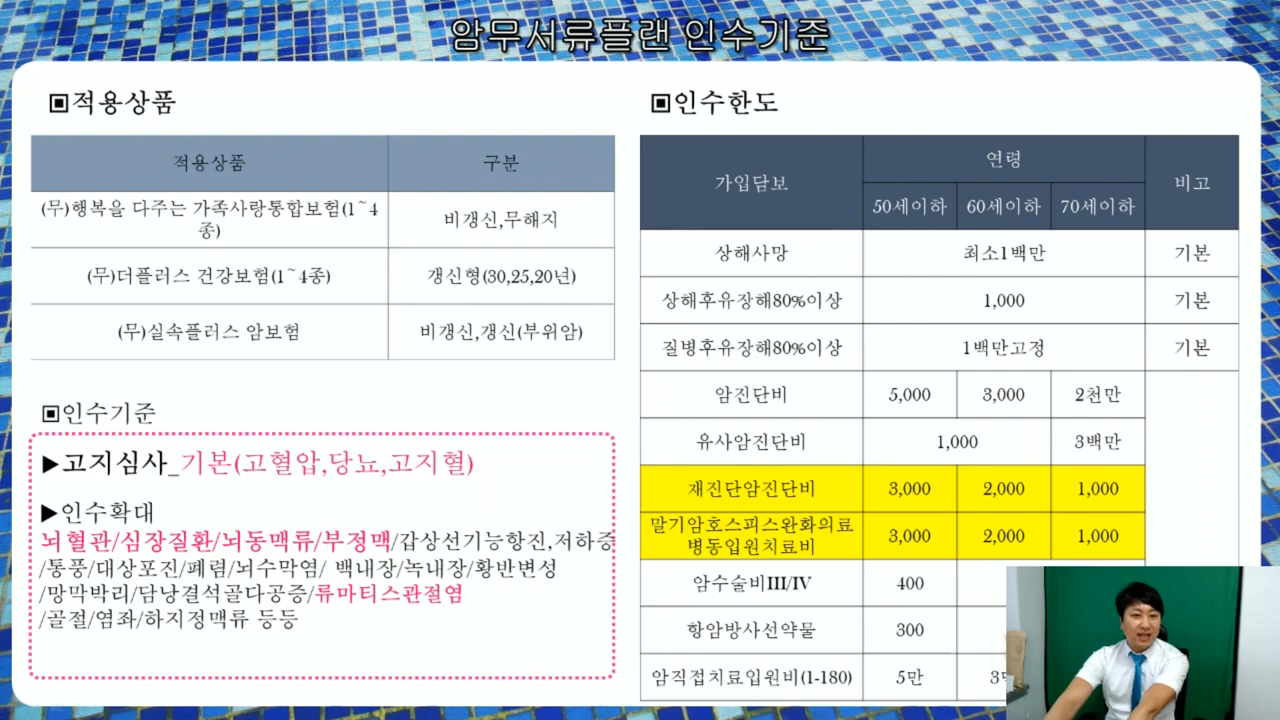 암무서류플랜 인수기준
▣적용상품
적용상품 구분
(무)행복을 다주는 가족사랑통합보험(1~4
종) 비갱신,무해지
(무)더플러스 건강보험(1~4종) 갱신형(30,25,20년)
(무)실속플러스 암보험 비갱신,갱신(부위암)
▣인수기준
▶고지심사_기본(고혈압,당뇨,고지혈)
▶인수확대
뇌혈관/심장질환/뇌동맥류/부정맥/갑상선기능항진,저하증
/통풍/대상포진/폐렴/뇌수막염/ 백내장/녹내장/황반변성
/망막박리/담낭결석골다공증/류마티스관절염
/골절/염좌/하지정맥류 등등
▣인수한도
가입담보 연령 비고
50세이하 60세이하 70세이하
상해사망 최소1백만 기본
상해후유장해80%이상 1,000 기본
질병후유장해80%이상 1백만고정 기본
암진단비 5,000 3,000 2천만
유사암진단비 1,000 3백만
재진단암진단비 3,000 2,000 1,000
말기암호스피스완화의료
병동입원치료비 3,000 2,000 1,000
암수술비III/IV 400
항암방사선약물 300
암직접치료입원비(1-180) 5만